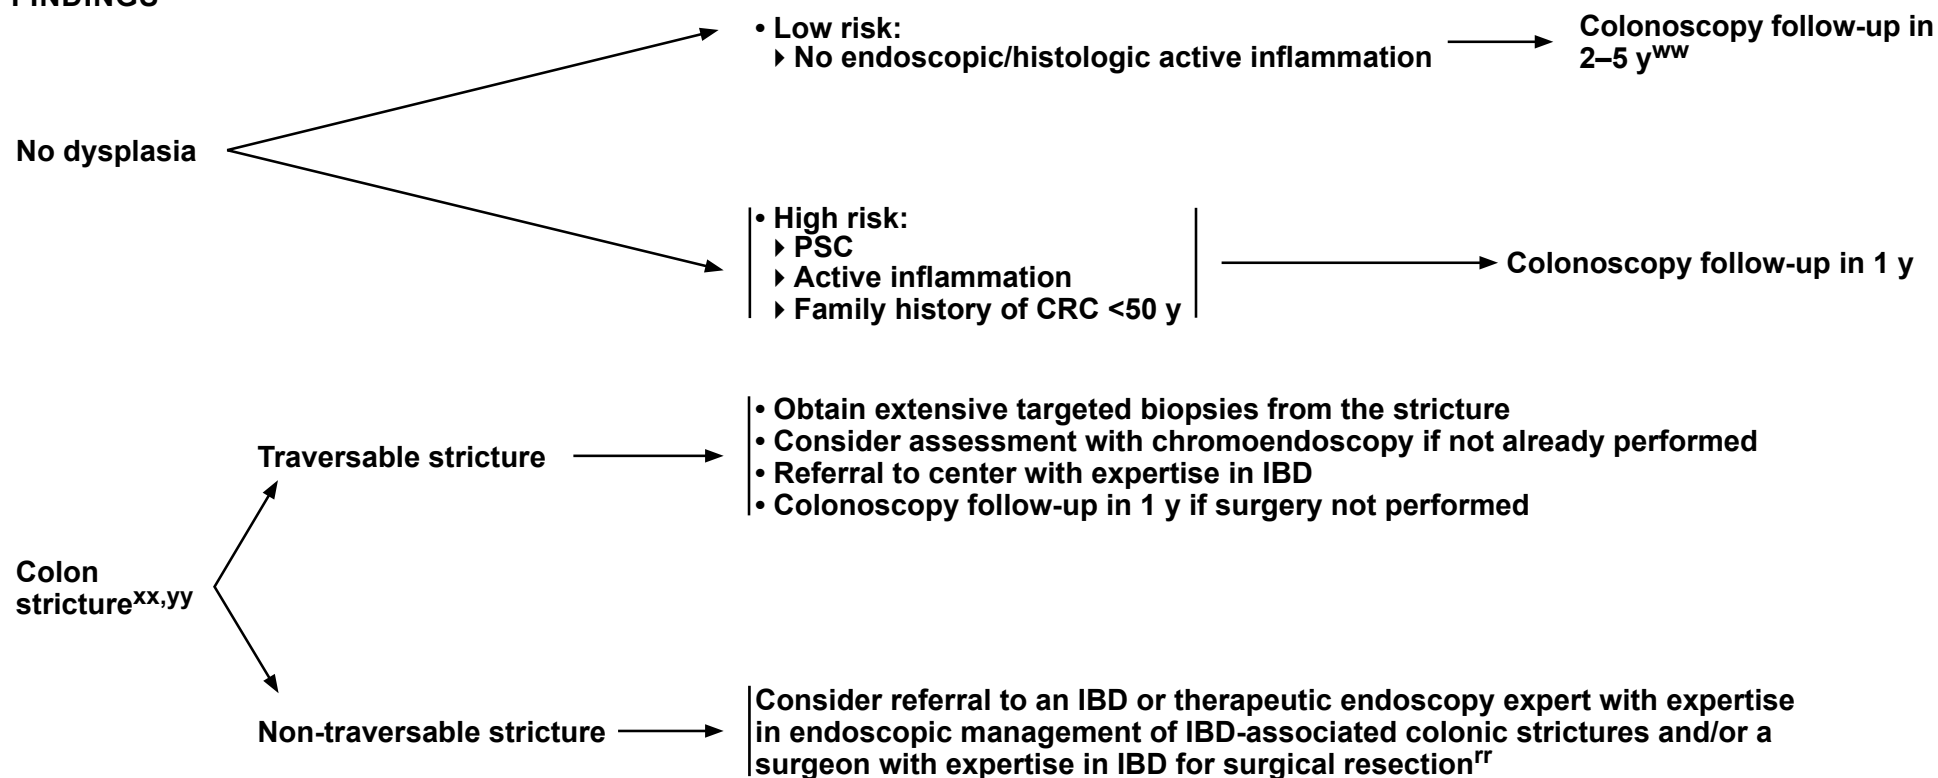 FINDINGS
• Low risk:
▸ No endoscopic/histologic active inflammation
Colonoscopy follow-up in
2–5 yww
No dysplasia
• High risk:
▸ PSC
▸ Active inflammation
▸ Family history of CRC <50 y
Colonoscopy follow-up in 1 y
Traversable stricture
• Obtain extensive targeted biopsies from the stricture
• Consider assessment with chromoendoscopy if not already performed
• Referral to center with expertise in IBD
• Colonoscopy follow-up in 1 y if surgery not performed
Colon
striturexx,yy
Non-traversable stricture
Consider referral to an IBD or therapeutic endoscopy expert with expertise
in endoscopic management of IBD-associated colonic strictures and/or a
surgeon with expertise in IBD for surgical resectionrr